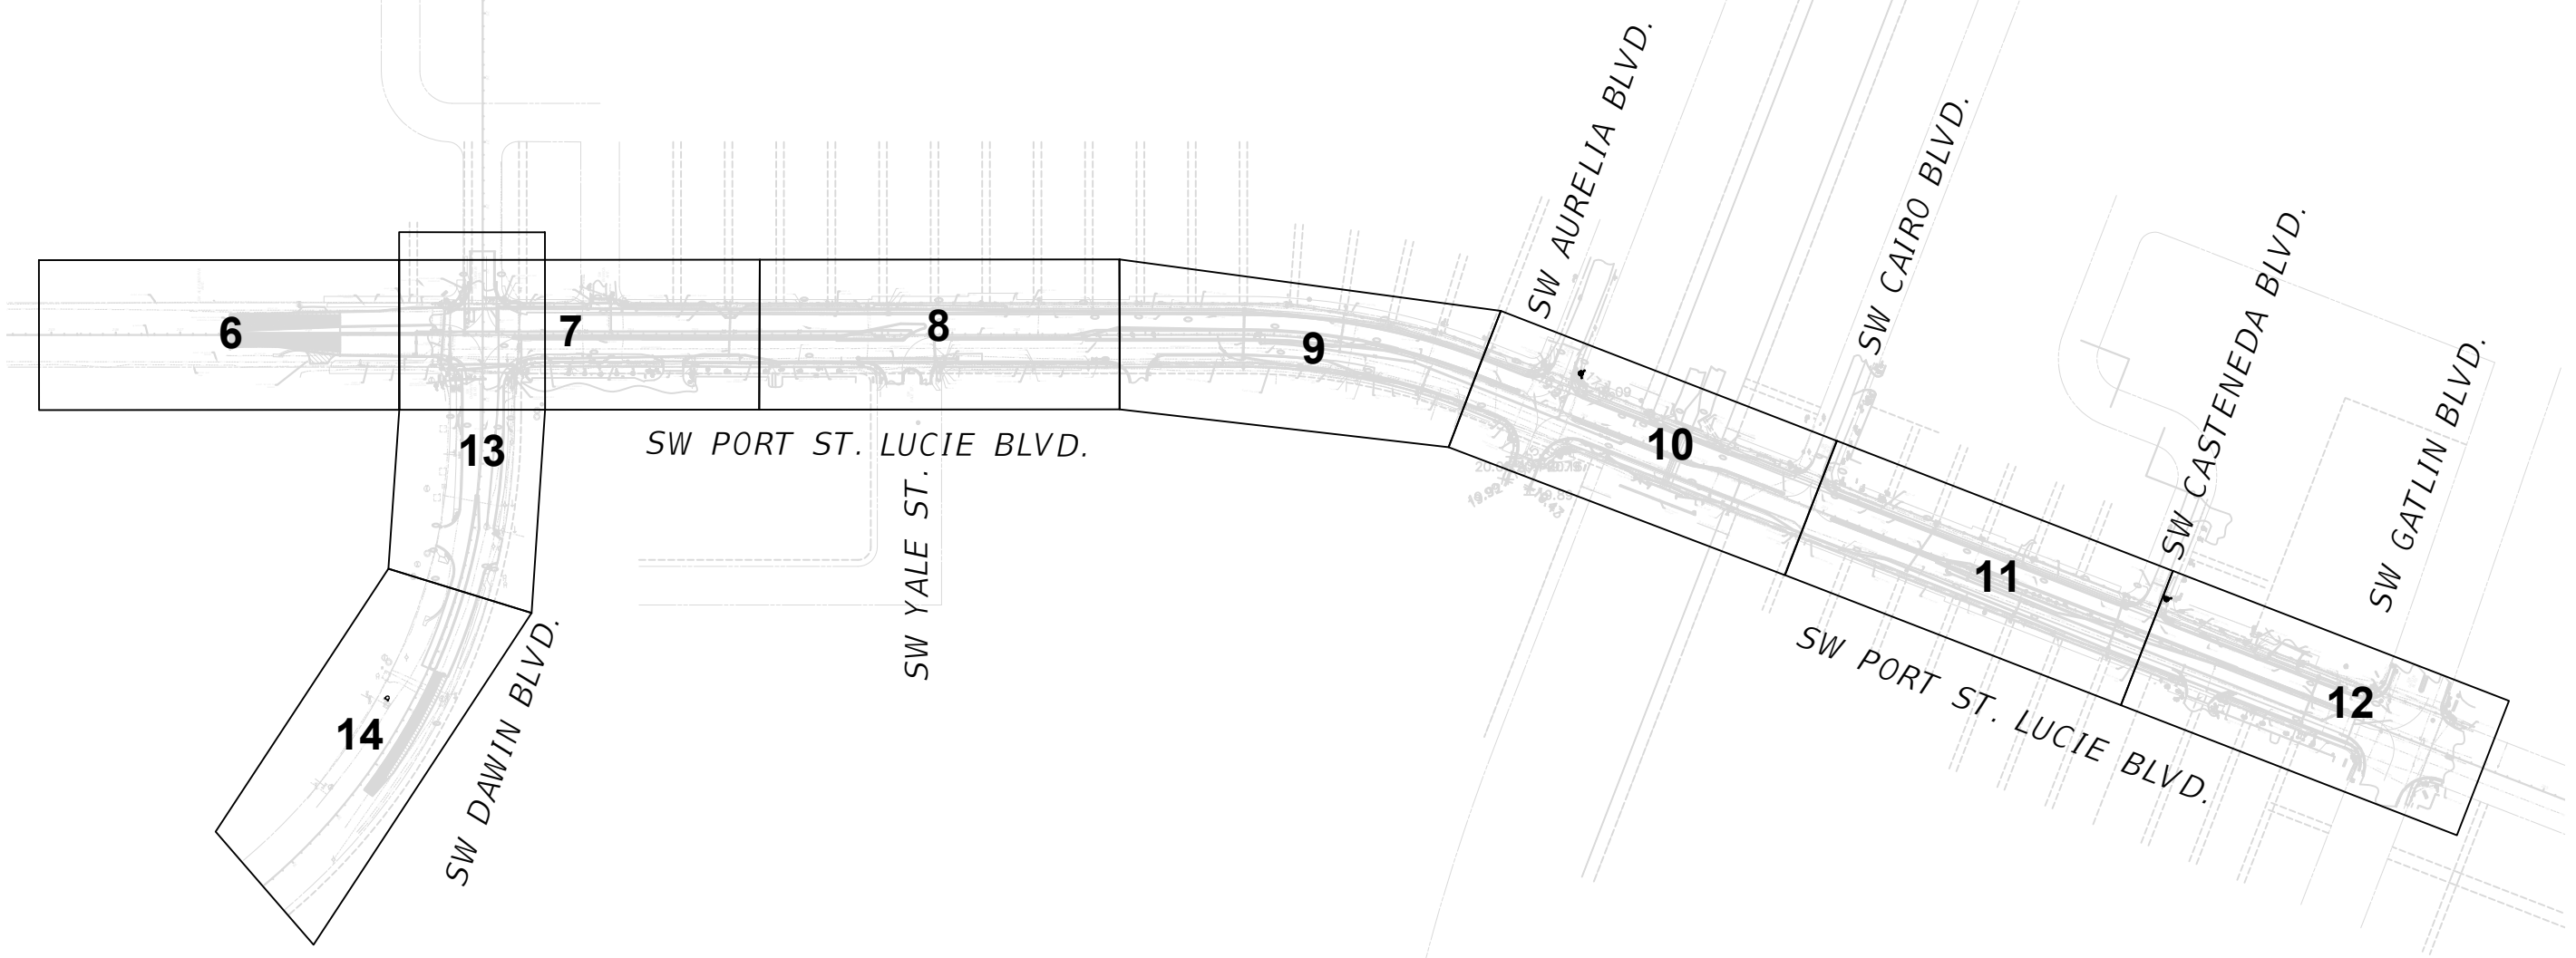 SW AURELIA BLVD.
SW CAIRO BLVD.
SW CASTENEDA BLVD.
SW GATLIN BLVD.
6
7
8
9
10
11
12
13
14
SW PORT ST. LUCIE BLVD.
SW YALE ST.
SW DAWIN BLVD.
SW PORT ST. LUCIE BLVD.